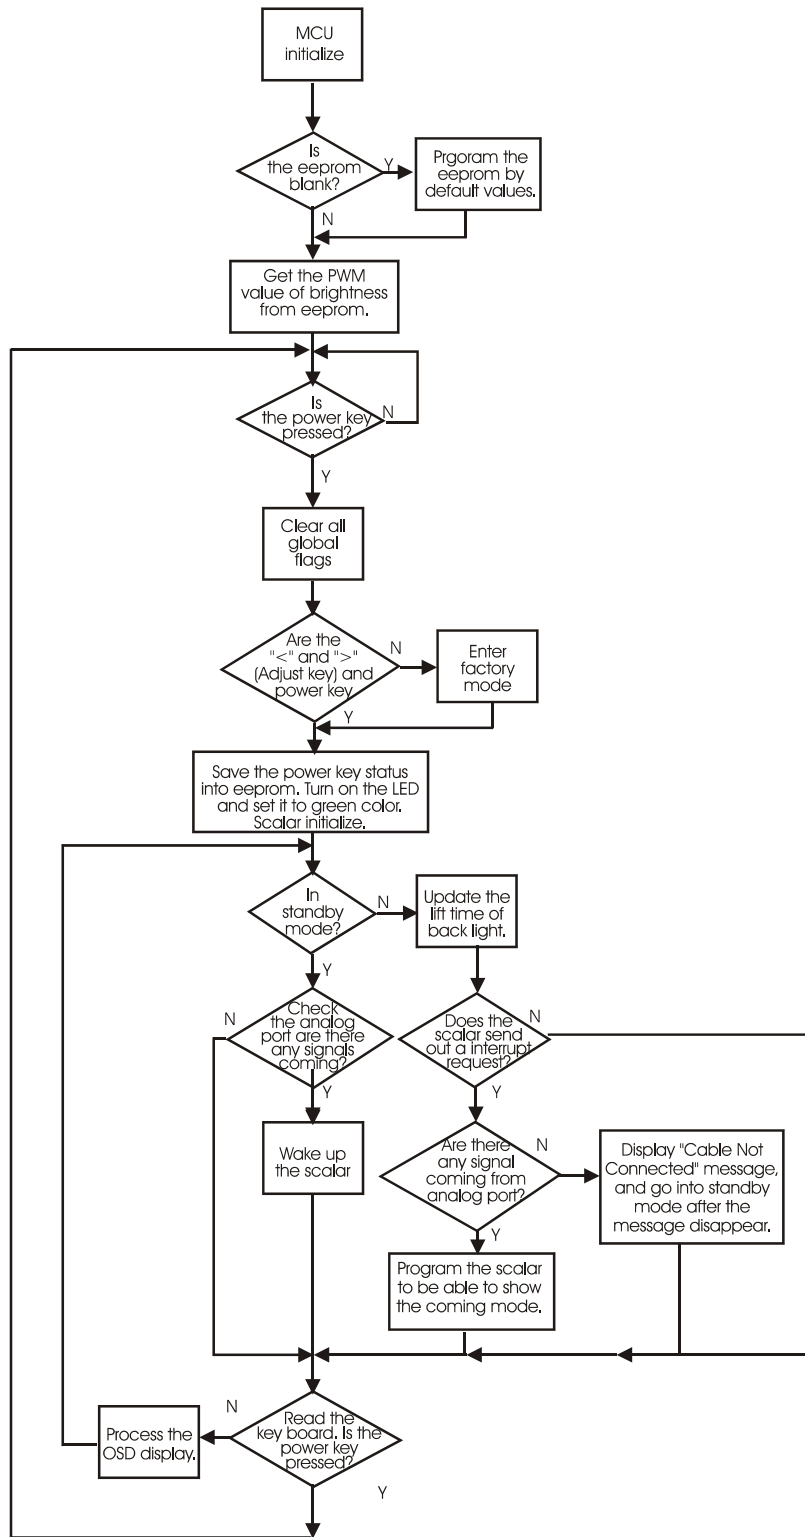 MCU
initialize
Is
the eeprom
blank?
Y
Prgoram the
eeprom by
default values.
N
Get the PWM
value of brightness
from eeprom.
Is
the power key
pressed?
N
Y
Clear all
global
flags
Are the
"<" and ">"
(Adjust key) and
power key
N
Enter
factory
mode
Y
Save the power key status
into eeprom. Turn on the LED
and set it to green color.
Scalar initialize.
In
standby
mode?
N
Update the
lift time of
back light.
Y
N
Check
the analog
port are there
any signals
coming?
Does the
scalar send
out a interrupt
request?
N
Y
Y
Wake up
the scalar
Are there
any signal
coming from
analog port?
N
Display "Cable Not
Connected" message,
and go into standby
mode after the
message disappear.
Y
Program the scalar
to be able to show
the coming mode.
Process the
OSD display.
N
Read the
key board. Is the
power key
pressed?
Y